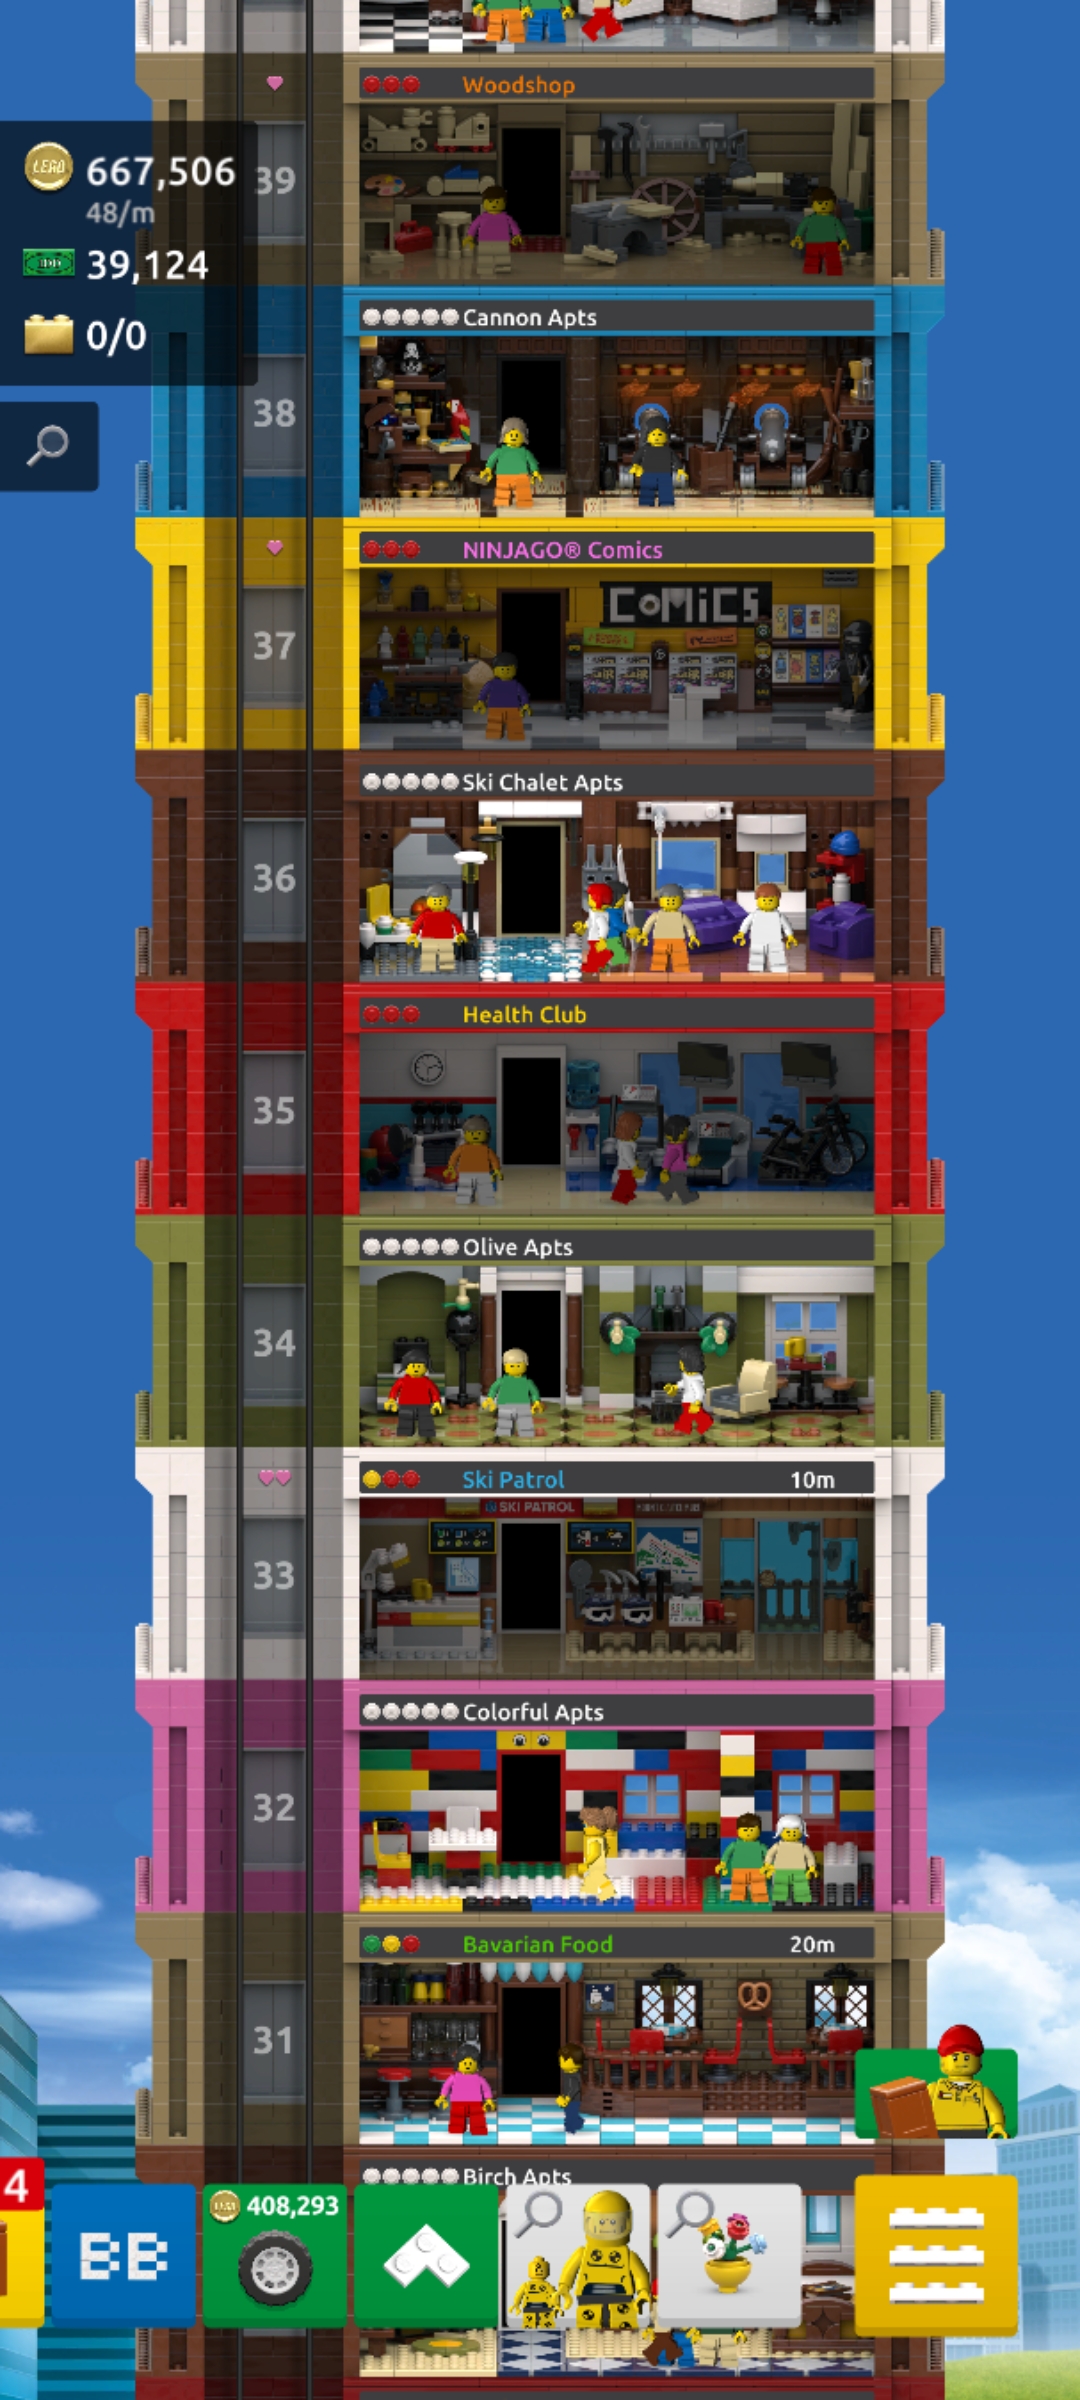 Woodshop
39
LEGO 667,506
48/m
39,124
0/0
Cannon Apts
38
NINJAGO® Comics
COMiCS
37
Ski Chalet Apts
36
Health Club
35
Olive Apts
34
Ski Patrol 10m
SKI PATROL
33
Colorful Apts
32
Bavarian Food 20m
31
Birch Apts
4
BB
408,293